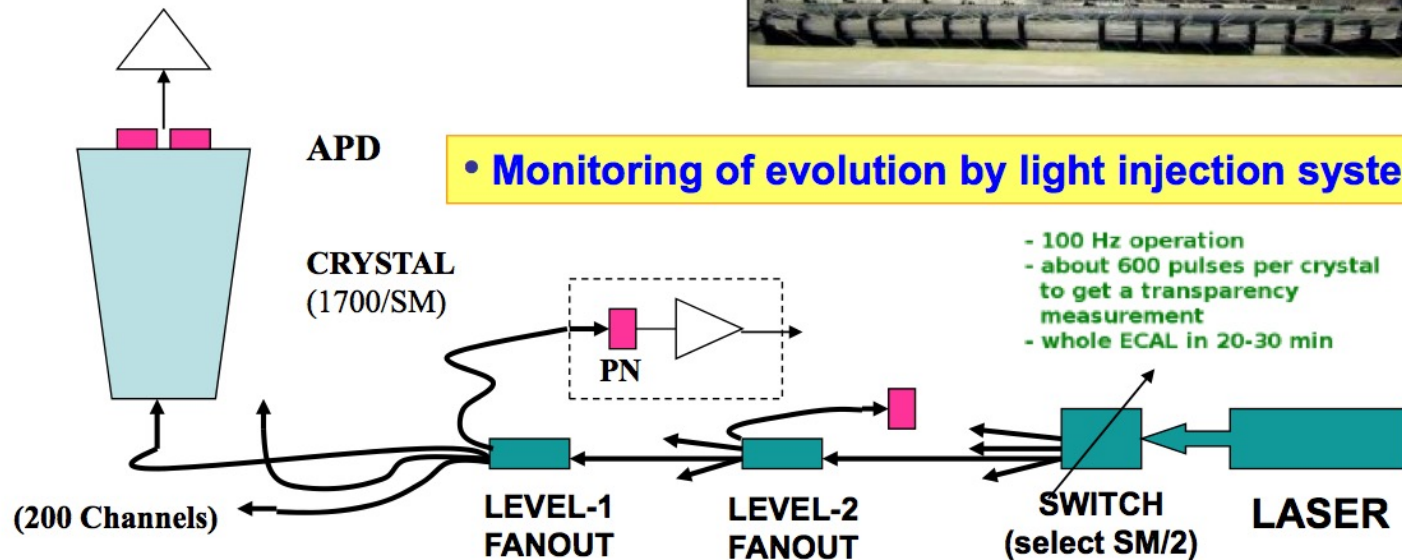 APD
• Monitoring of evolution by light injection syste
CRYSTAL
(1700/SM)
- 100 Hz operation
- about 600 pulses per crystal
to get a transparency
measurement
- whole ECAL in 20-30 min
PN
(200 Channels)
LEVEL-1
FANOUT
LEVEL-2
FANOUT
SWITCH
(select SM/2)
LASER